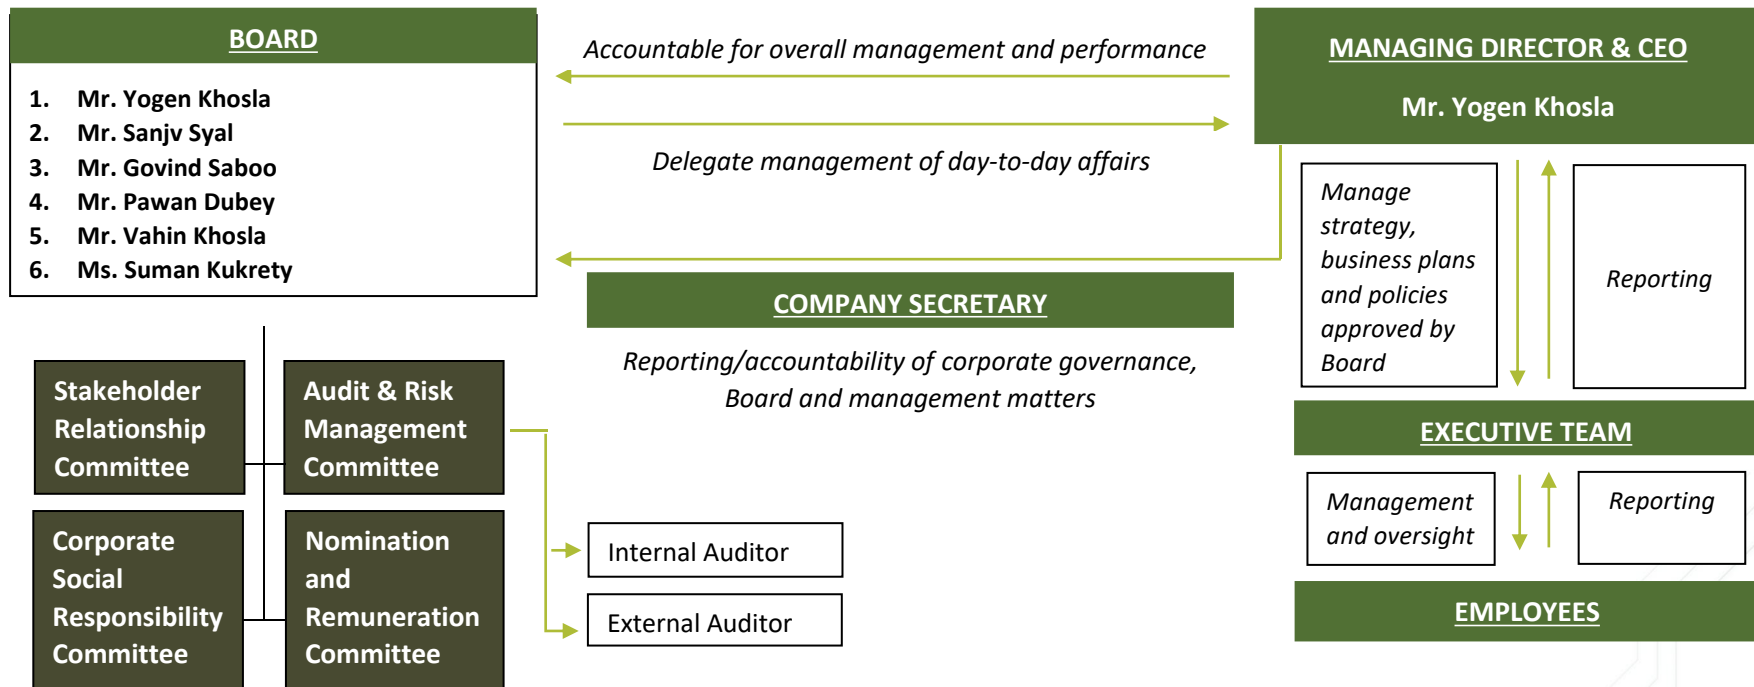 BOARD
1. Mr. Yogen Khosla
2. Mr. Sanjv Syal
3. Mr. Govind Saboo
4. Mr. Pawan Dubey
5. Mr. Vahin Khosla
6. Ms. Suman Kukrety
Accountable for overall management and performance
Delegate management of day-to-day affairs
MANAGING DIRECTOR & CEO
Mr. Yogen Khosla
Manage
strategy,
business plans
and policies
approved by
Board
Reporting
COMPANY SECRETARY
Reporting/accountability of corporate governance,
Board and management matters
Stakeholder
Relationship
Committee
Audit & Risk
Management
Committee
Corporate
Social
Responsibility
Committee
Nomination
and
Remuneration
Committee
Internal Auditor
External Auditor
EXECUTIVE TEAM
Management
and oversight
Reporting
EMPLOYEES